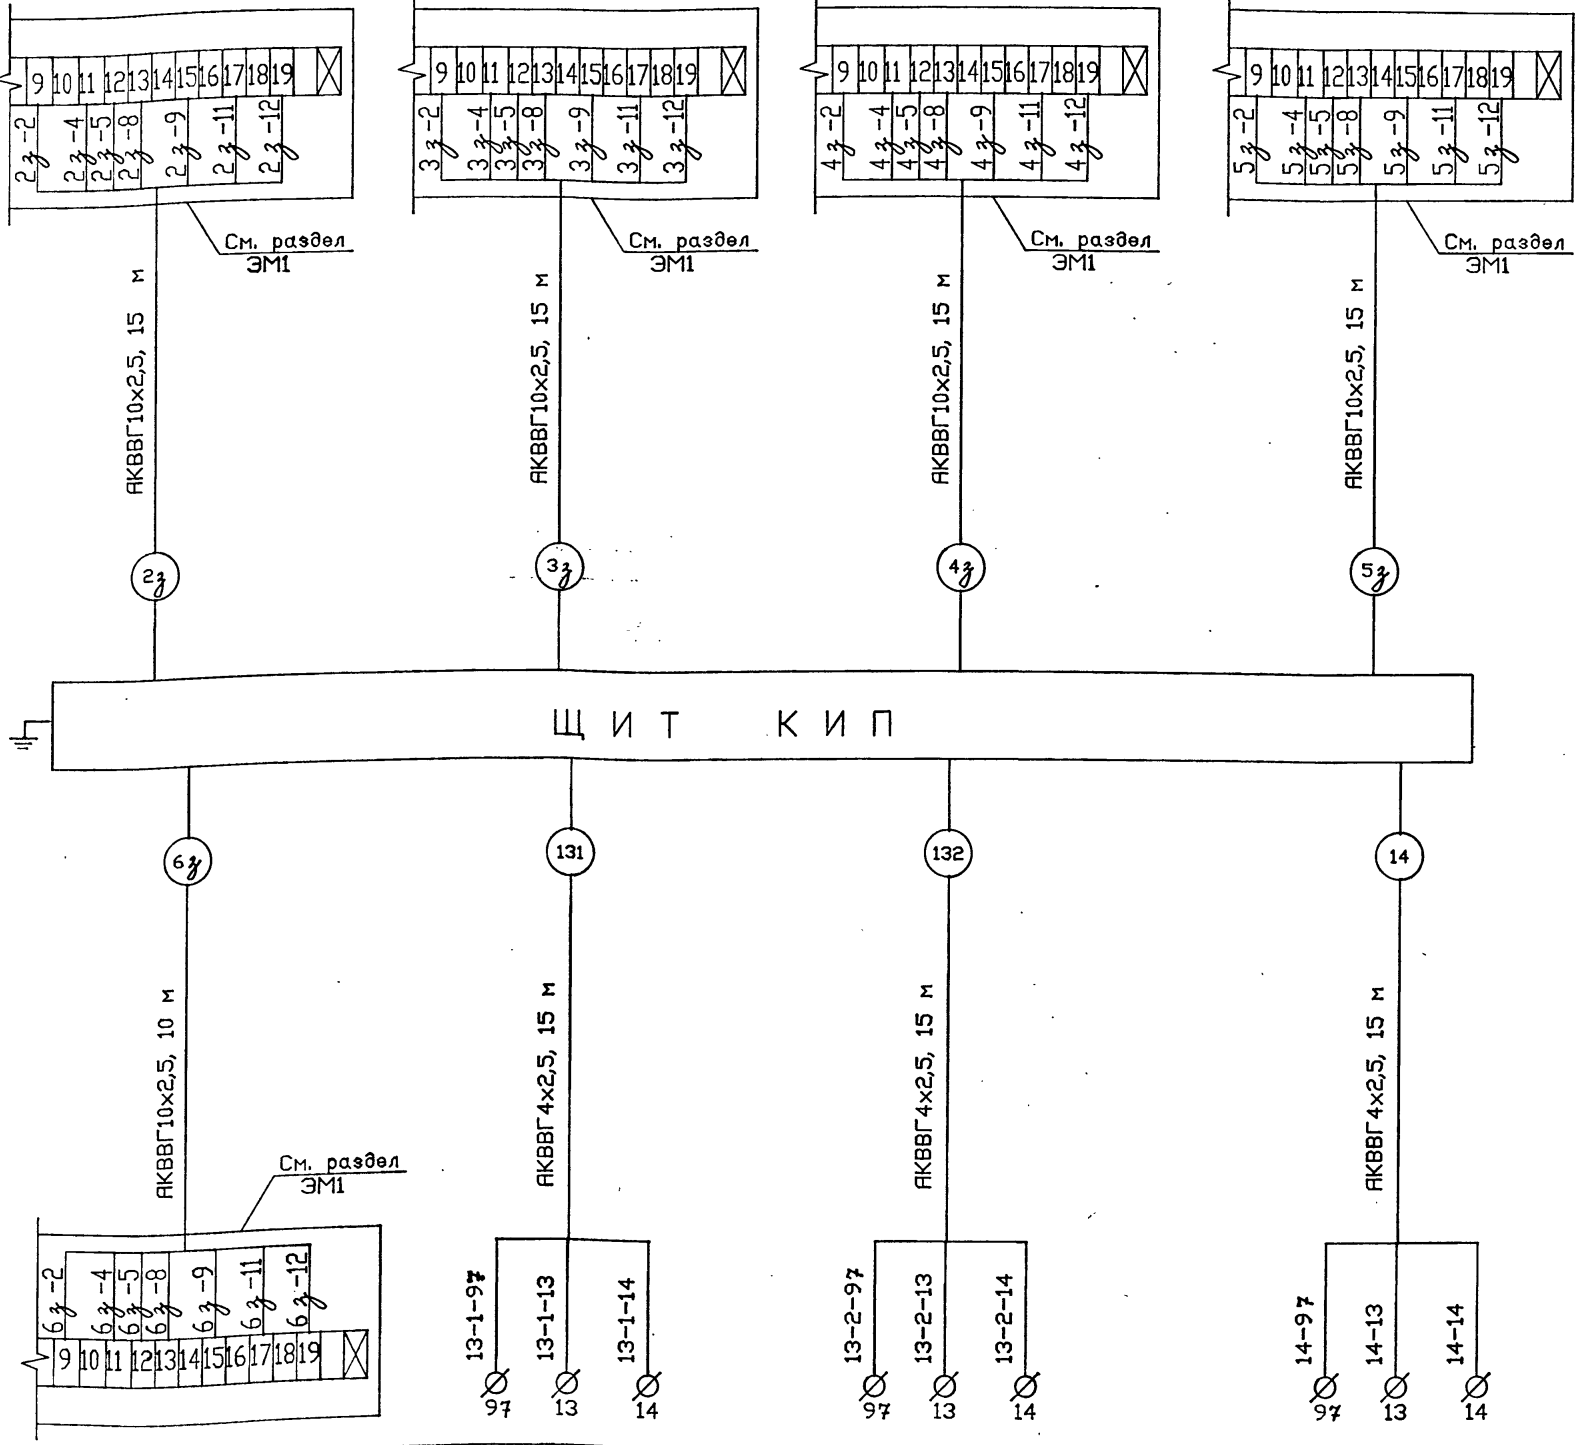 9 10 11 12 13 14 15 16 17 18 19
2з-2 2з-4 2з-5 2з-8 2з-9 2з-11 2з-12
См. раздел
ЭМ1
АКВВГ10х2,5, 15 м
2з
9 10 11 12 13 14 15 16 17 18 19
3з-2 3з-4 3з-5 3з-8 3з-9 3з-11 3з-12
См. раздел
ЭМ1
АКВВГ10х2,5, 15 м
3з
9 10 11 12 13 14 15 16 17 18 19
4з-2 4з-4 4з-5 4з-8 4з-9 4з-11 4з-12
См. раздел
ЭМ1
АКВВГ10х2,5, 15 м
4з
9 10 11 12 13 14 15 16 17 18 19
5з-2 5з-4 5з-5 5з-8 5з-9 5з-11 5з-12
См. раздел
ЭМ1
АКВВГ10х2,5, 15 м
5з
ЩИТ КИП
6з
АКВВГ10х2,5, 10 м
См. раздел
ЭМ1
6з-2 6з-4 6з-5 6з-8 6з-9 6з-11 6з-12
9 10 11 12 13 14 15 16 17 18 19
131
АКВВГ4х2,5, 15 м
13-1-97 13-1-13 13-1-14
97 13 14
132
АКВВГ4х2,5, 15 м
13-2-97 13-2-13 13-2-14
97 13 14
14
АКВВГ4х2,5, 15 м
14-97 14-13 14-14
97 13 14